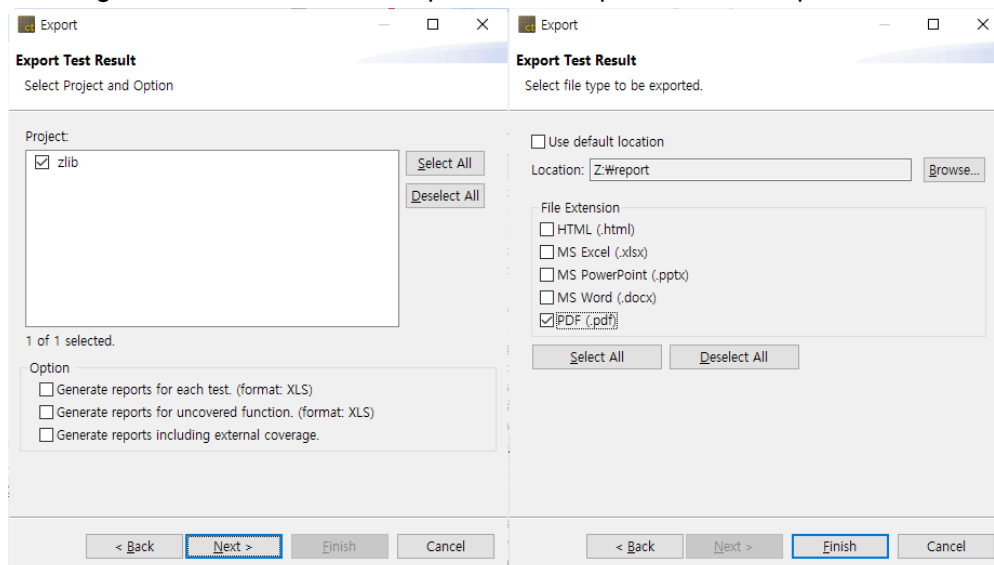 ct Export
Export Test Result
Select Project and Option
Project:
zlib
Select All
Deselect All
1 of 1 selected.
Option
Generate reports for each test. (format: XLS)
Generate reports for uncovered function. (format: XLS)
Generate reports including external coverage.
< Back Next > Finish Cancel
ct Export
Export Test Result
Select file type to be exported.
Use default location
Location: Z:₩report Browse...
File Extension
HTML (.html)
MS Excel (.xlsx)
MS PowerPoint (.pptx)
MS Word (.docx)
PDF (.pdf)
Select All Deselect All
< Back Next > Finish Cancel